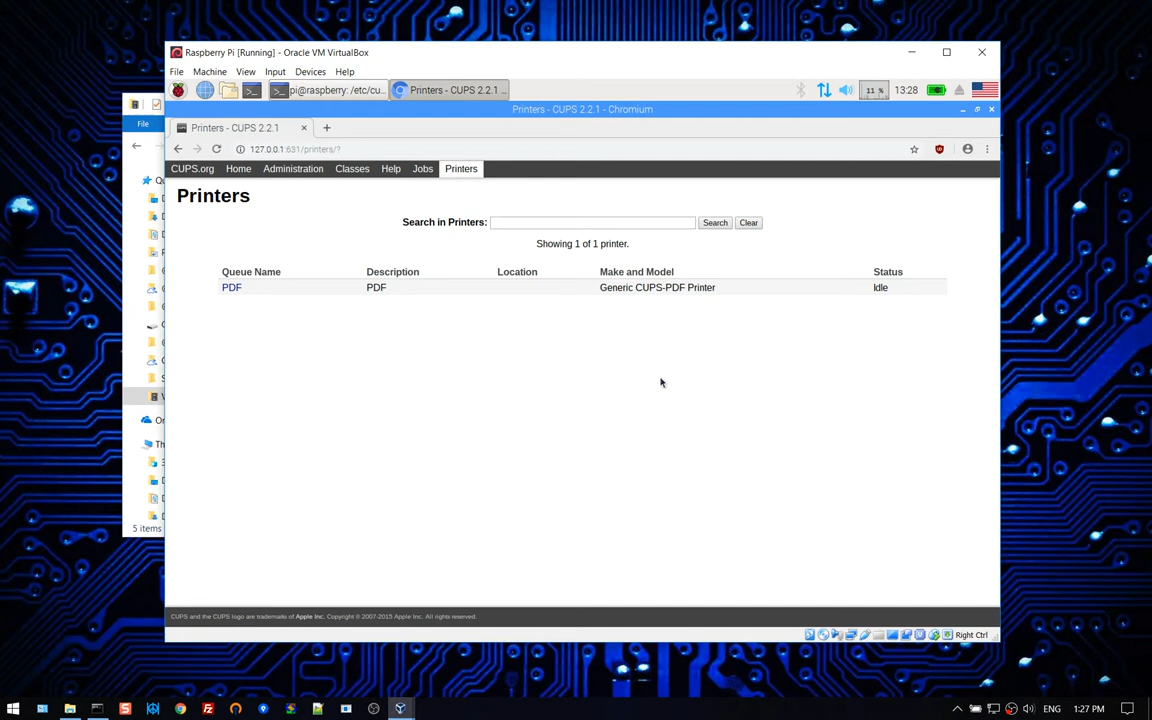 Raspberry Pi [Running] - Oracle VM VirtualBox
File Machine View Input Devices Help
pi@raspberry: /etc/cu... Printers - CUPS 2.2.1 ... 11 % 13:28
Printers - CUPS 2.2.1 - Chromium
File
Printers - CUPS 2.2.1
127.0.0.1:631/printers/?
CUPS.org Home Administration Classes Help Jobs Printers
Printers
Search in Printers: Search Clear
Showing 1 of 1 printer.
Queue Name Description Location Make and Model Status
PDF PDF Generic CUPS-PDF Printer Idle
5 items
CUPS and the CUPS logo are trademarks of Apple Inc. Copyright © 2007-2015 Apple Inc. All rights reserved.
Right Ctrl
ENG 1:27 PM